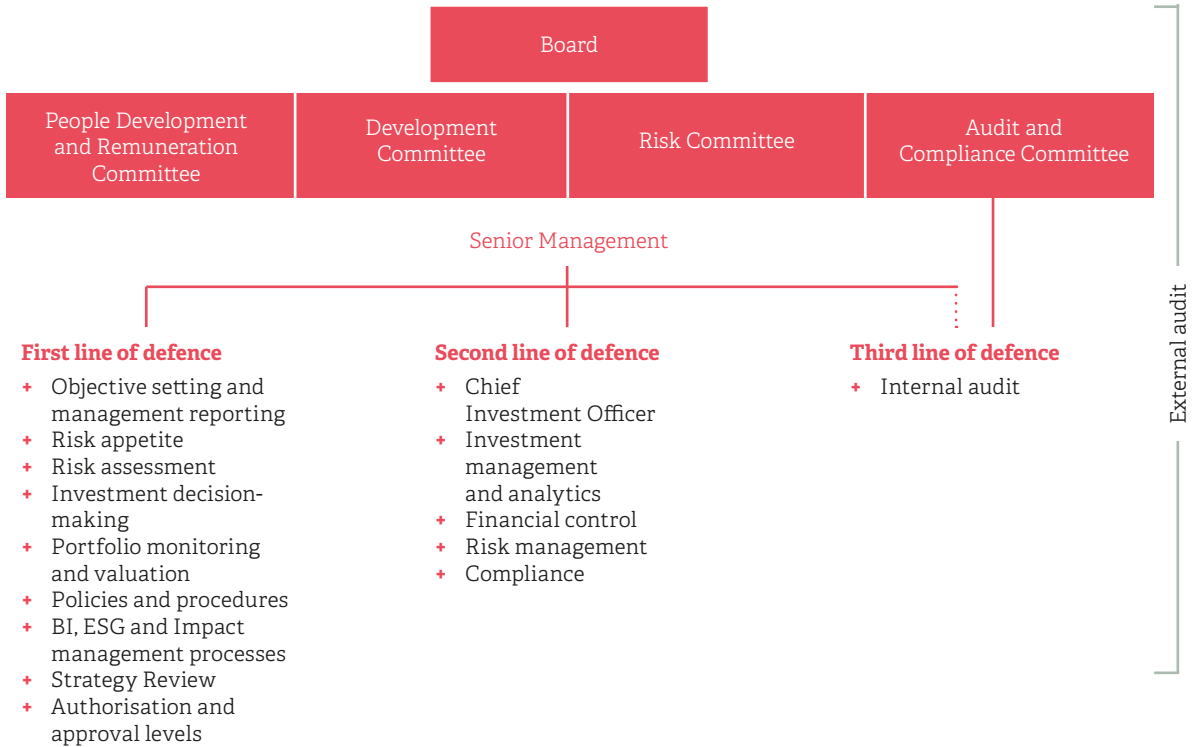 Board
People Development
and Remuneration
Committee
Development
Committee
Risk Committee
Audit and
Compliance Committee
Senior Management
External audit
First line of defence
+ Objective setting and
management reporting
+ Risk appetite
+ Risk assessment
+ Investment decision-
making
+ Portfolio monitoring
and valuation
+ Policies and procedures
+ BI, ESG and Impact
management processes
+ Strategy Review
+ Authorisation and
approval levels
Second line of defence
+ Chief
Investment Officer
+ Investment
management
and analytics
+ Financial control
+ Risk management
+ Compliance
Third line of defence
+ Internal audit